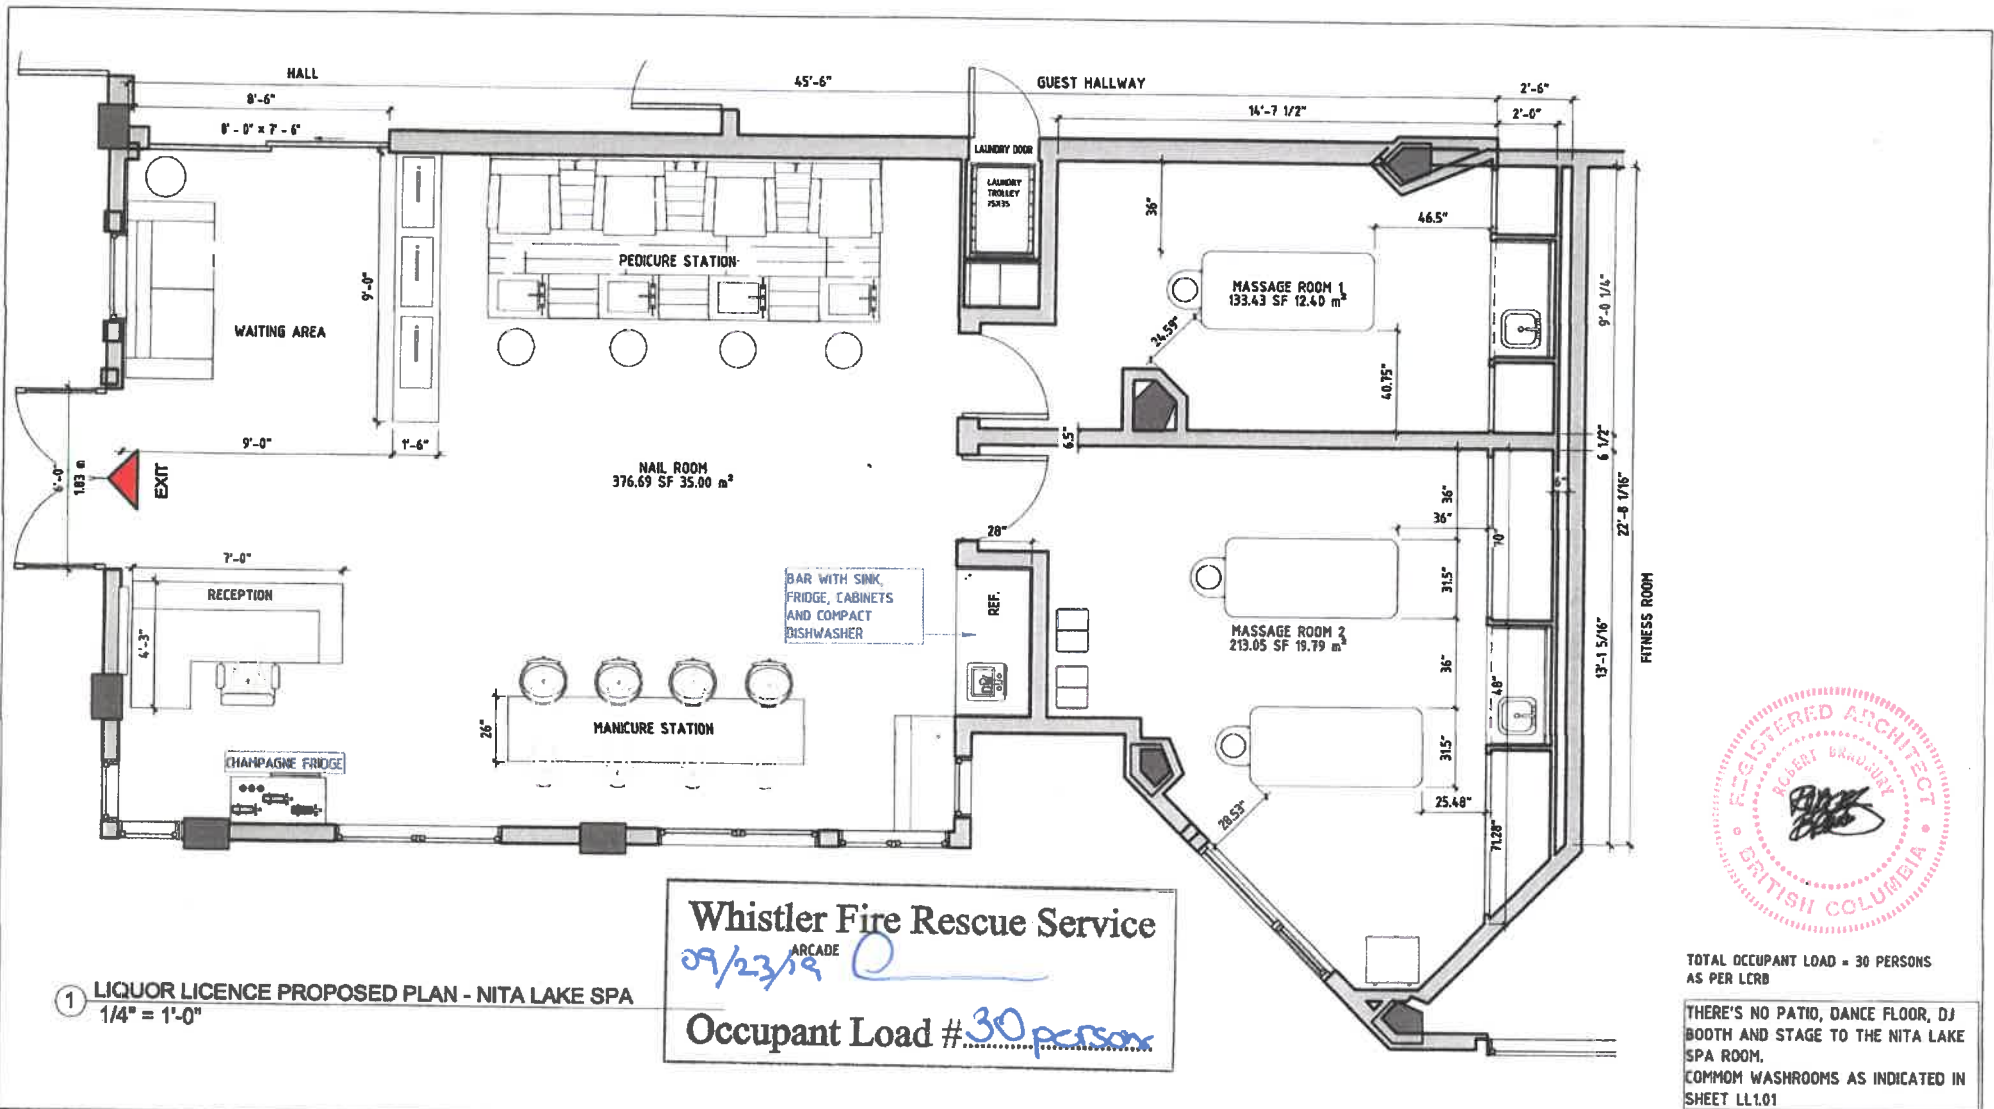 HALL
45'-6"
GUEST HALLWAY
2'-6"
8'-6"
14'-7 1/2"
2'-0"
8'-0" x 7'-6"
LAUNDRY DOOR
LAUNDRY
TROLLEY
25X35
36"
46.5"
PEDICURE STATION
9'-0"
MASSAGE ROOM 1
133.43 SF 12.40 m²
9'-0 1/4"
WAITING AREA
24.59"
40.75"
9'-0"
1'-6"
6.5"
6 1/2"
NAIL ROOM
376.69 SF 35.00 m²
6'-0"
1.83 m
EXIT
36"
36"
6"
22'-8 1/16"
28"
70"
7'-0"
RECEPTION
4'-3"
BAR WITH SINK,
FRIDGE, CABINETS
AND COMPACT
DISHWASHER
REF.
31.5"
FITNESS ROOM
MASSAGE ROOM 2
213.05 SF 19.79 m²
13'-1 5/16"
36"
48"
26"
MANICURE STATION
CHAMPAGNE FRIDGE
31.5"
28.53"
25.48"
71.28"
REGISTERED ARCHITECT
ROBERT BRADBURY
BRITISH COLUMBIA
Whistler Fire Rescue Service
ARCADE
09/23/19
Occupant Load # 30 persons
1 LIQUOR LICENCE PROPOSED PLAN - NITA LAKE SPA
1/4" = 1'-0"
TOTAL OCCUPANT LOAD = 30 PERSONS
AS PER LCRB
THERE'S NO PATIO, DANCE FLOOR, DJ
BOOTH AND STAGE TO THE NITA LAKE
SPA ROOM.
COMMOM WASHROOMS AS INDICATED IN
SHEET LL1.01